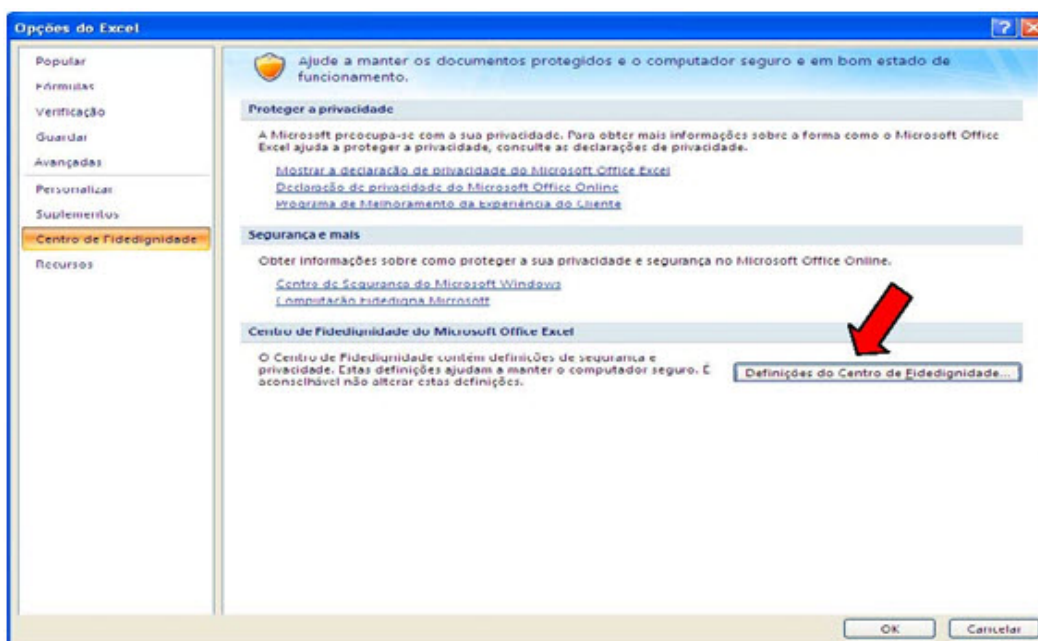 Opções do Excel
Popular
Fórmulas
Verificação
Guardar
Avançadas
Personalizar
Suplementos
Centro de Fidedignidade
Recursos
Ajude a manter os documentos protegidos e o computador seguro e em bom estado de
funcionamento.
Proteger a privacidade
A Microsoft preocupa-se com a sua privacidade. Para obter mais informações sobre a forma como o Microsoft Office
Excel ajuda a proteger a privacidade, consulte as declarações de privacidade.
Mostrar a declaração de privacidade do Microsoft Office Excel
Declaração de privacidade do Microsoft Office Online
Programa de Melhoramento da Experiência do Cliente
Segurança e mais
Obter informações sobre como proteger a sua privacidade e segurança no Microsoft Office Online.
Centro de Segurança do Microsoft Windows
Computação Fidedigna Microsoft
Centro de Fidedignidade do Microsoft Office Excel
O Centro de Fidedignidade contém definições de segurança e
privacidade. Estas definições ajudam a manter o computador seguro. É
aconselhável não alterar estas definições.
Definições do Centro de Fidedignidade...
OK
Cancelar